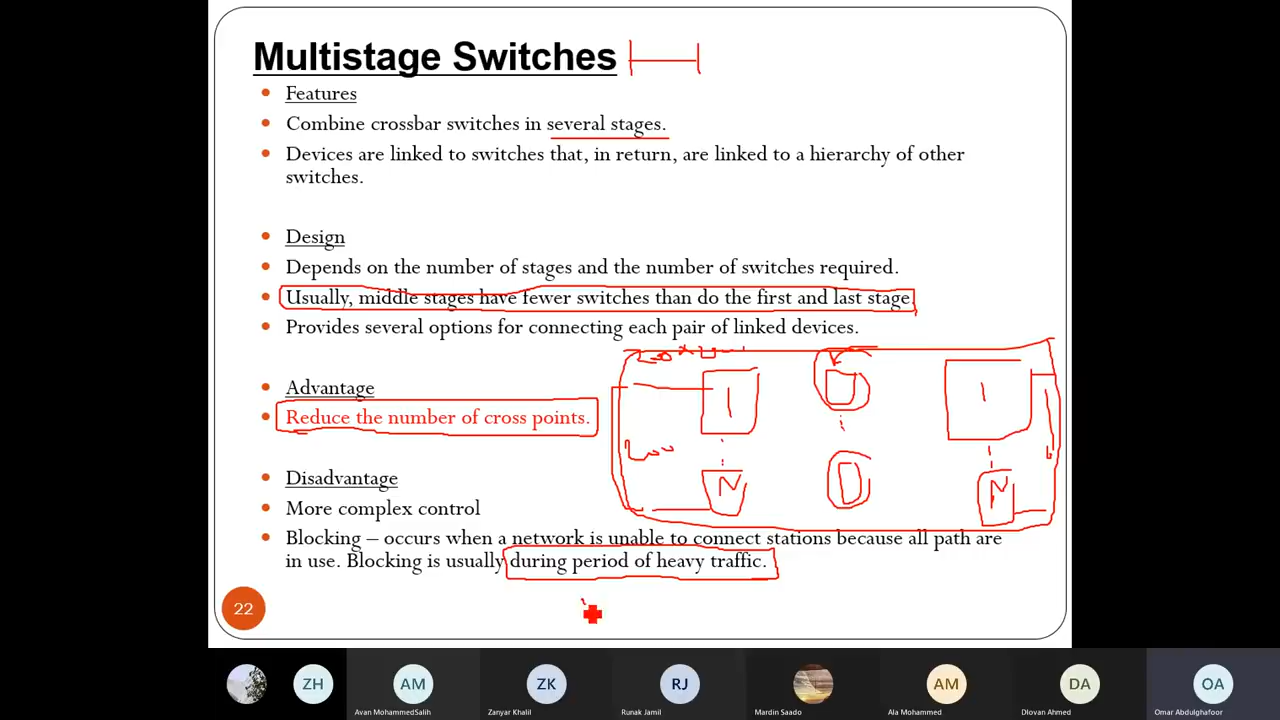 Multistage Switches
Features
Combine crossbar switches in several stages.
Devices are linked to switches that, in return, are linked to a hierarchy of other
switches.
Design
Depends on the number of stages and the number of switches required.
Usually, middle stages have fewer switches than do the first and last stage.
Provides several options for connecting each pair of linked devices.
Advantage
Reduce the number of cross points.
1
1
N
N
Disadvantage
More complex control
Blocking – occurs when a network is unable to connect stations because all path are
in use. Blocking is usually during period of heavy traffic.
22
ZH
AM
ZK
RJ
AM
DA
OA
Avan MohammedSalih
Zanyar Khalil
Runak Jamil
Mardin Saado
Ala Mohammed
Dlovan Ahmed
Omar Abdulghafoor